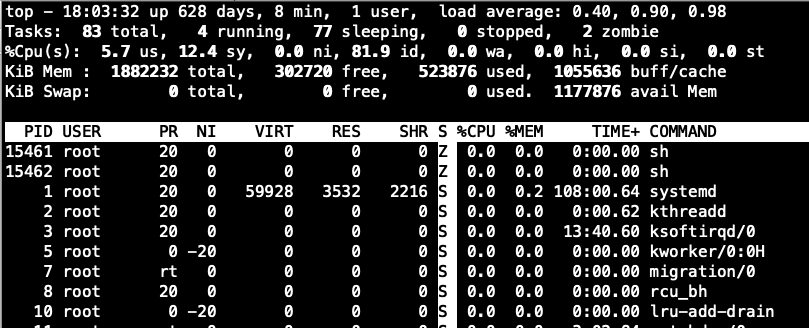 top - 18:03:32 up 628 days, 8 min, 1 user, load average: 0.40, 0.90, 0.98
Tasks: 83 total, 4 running, 77 sleeping, 0 stopped, 2 zombie
%Cpu(s): 5.7 us, 12.4 sy, 0.0 ni, 81.9 id, 0.0 wa, 0.0 hi, 0.0 si, 0.0 st
KiB Mem : 1882232 total, 302720 free, 523876 used, 1055636 buff/cache
KiB Swap: 0 total, 0 free, 0 used. 1177876 avail Mem
PID USER PR NI VIRT RES SHR S %CPU %MEM TIME+ COMMAND
15461 root 20 0 0 0 0 Z 0.0 0.0 0:00.00 sh
15462 root 20 0 0 0 0 Z 0.0 0.0 0:00.00 sh
1 root 20 0 59928 3532 2216 S 0.0 0.2 108:00.64 systemd
2 root 20 0 0 0 0 S 0.0 0.0 0:00.62 kthreadd
3 root 20 0 0 0 0 S 0.0 0.0 13:40.60 ksoftirqd/0
5 root 0 -20 0 0 0 S 0.0 0.0 0:00.00 kworker/0:0H
7 root rt 0 0 0 0 S 0.0 0.0 0:00.00 migration/0
8 root 20 0 0 0 0 S 0.0 0.0 0:00.00 rcu_bh
10 root 0 -20 0 0 0 S 0.0 0.0 0:00.00 lru-add-drain